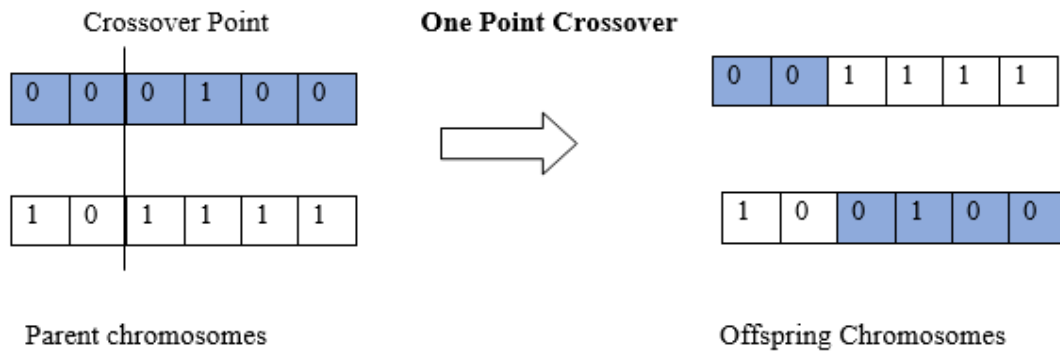 Crossover Point
One Point Crossover
0 0 0 1 0 0
0 0 1 1 1 1
1 0 1 1 1 1
1 0 0 1 0 0
Parent chromosomes
Offspring Chromosomes